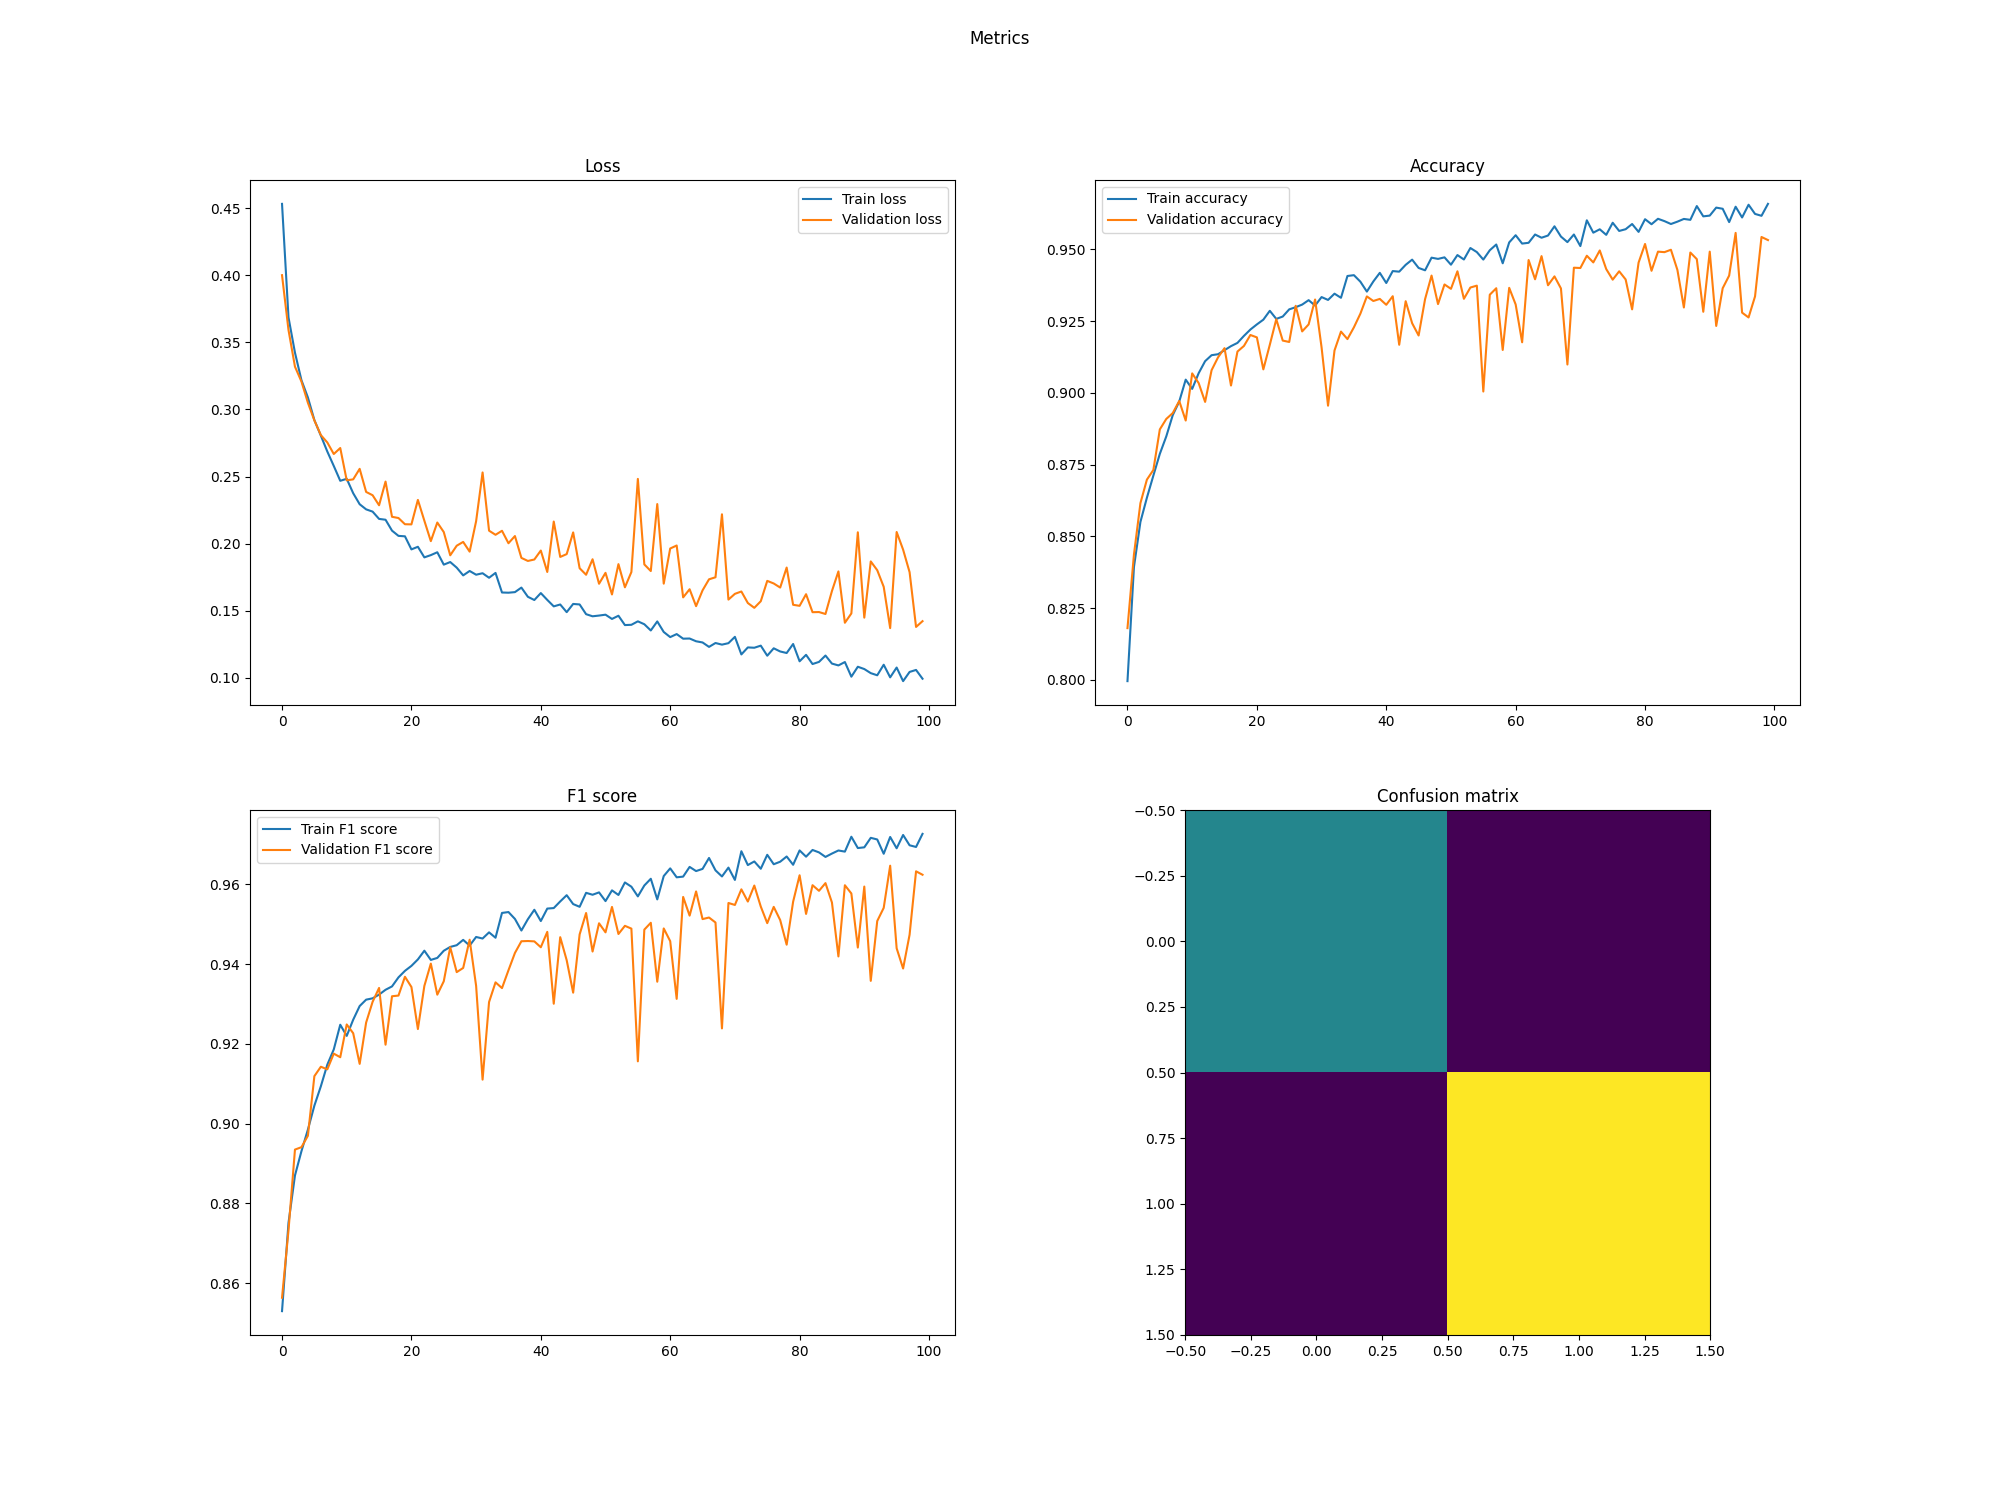 Metrics
Loss
Train loss
Validation loss
0.45
0.40
0.35
0.30
0.25
0.20
0.15
0.10
0 20 40 60 80 100
Accuracy
Train accuracy
Validation accuracy
0.950
0.925
0.900
0.875
0.850
0.825
0.800
0 20 40 60 80 100
F1 score
Train F1 score
Validation F1 score
0.96
0.94
0.92
0.90
0.88
0.86
0 20 40 60 80 100
Confusion matrix
−0.50
−0.25
0.00
0.25
0.50
0.75
1.00
1.25
1.50
−0.50 −0.25 0.00 0.25 0.50 0.75 1.00 1.25 1.50